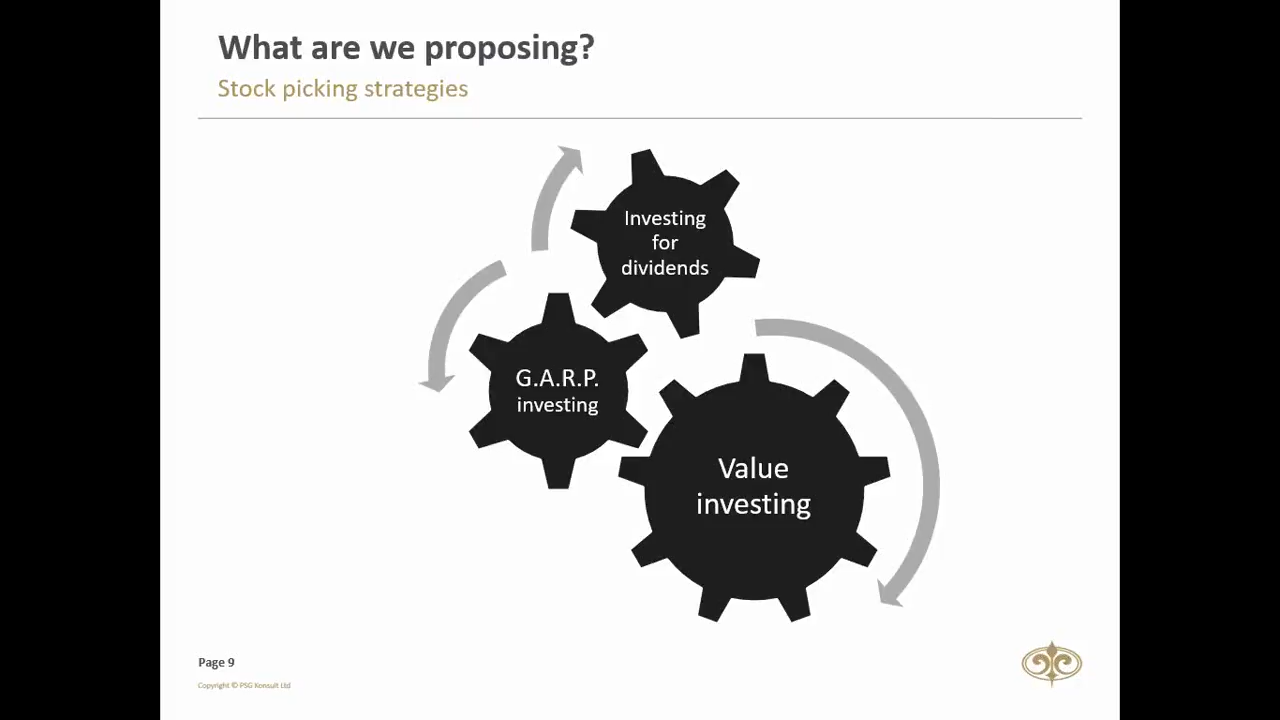 What are we proposing?
Stock picking strategies
Investing
for
dividends
G.A.R.P.
investing
Value
investing
Page 9
Copyright © PSG Konsult Ltd